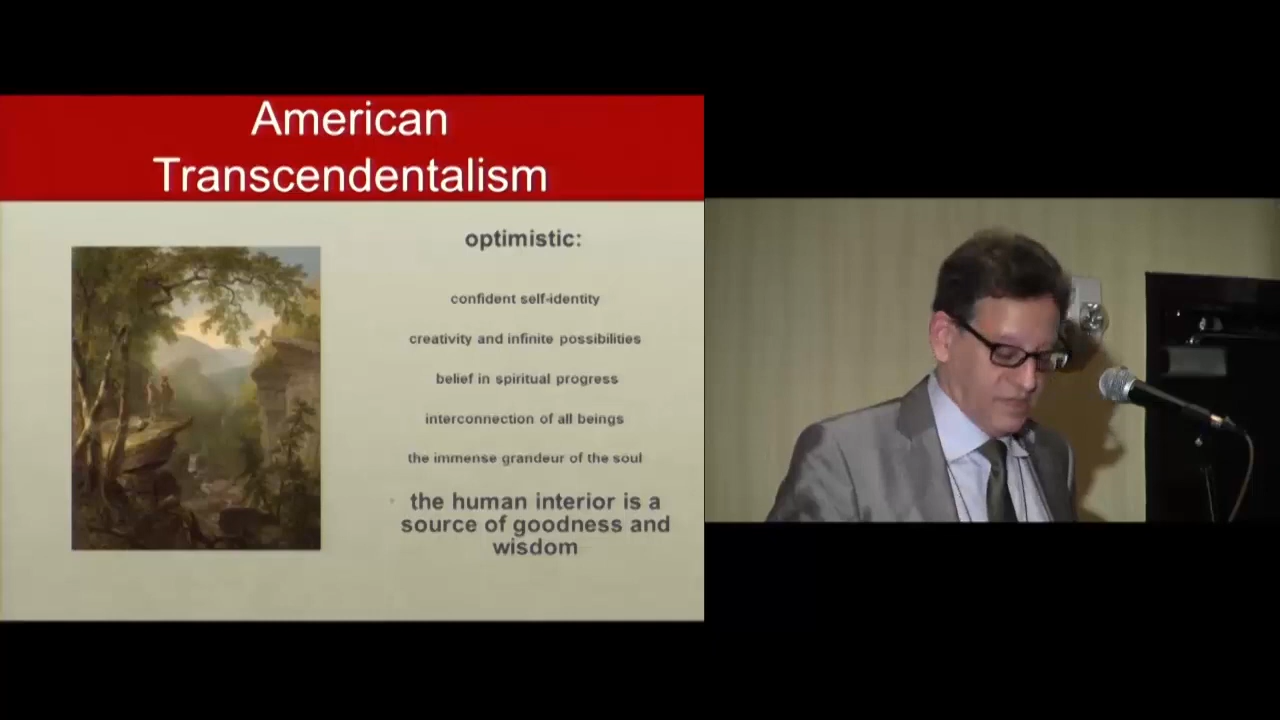 American
Transcendentalism
optimistic:
confident self-identity
creativity and infinite possibilities
belief in spiritual progress
interconnection of all beings
the immense grandeur of the soul
the human interior is a
source of goodness and
wisdom